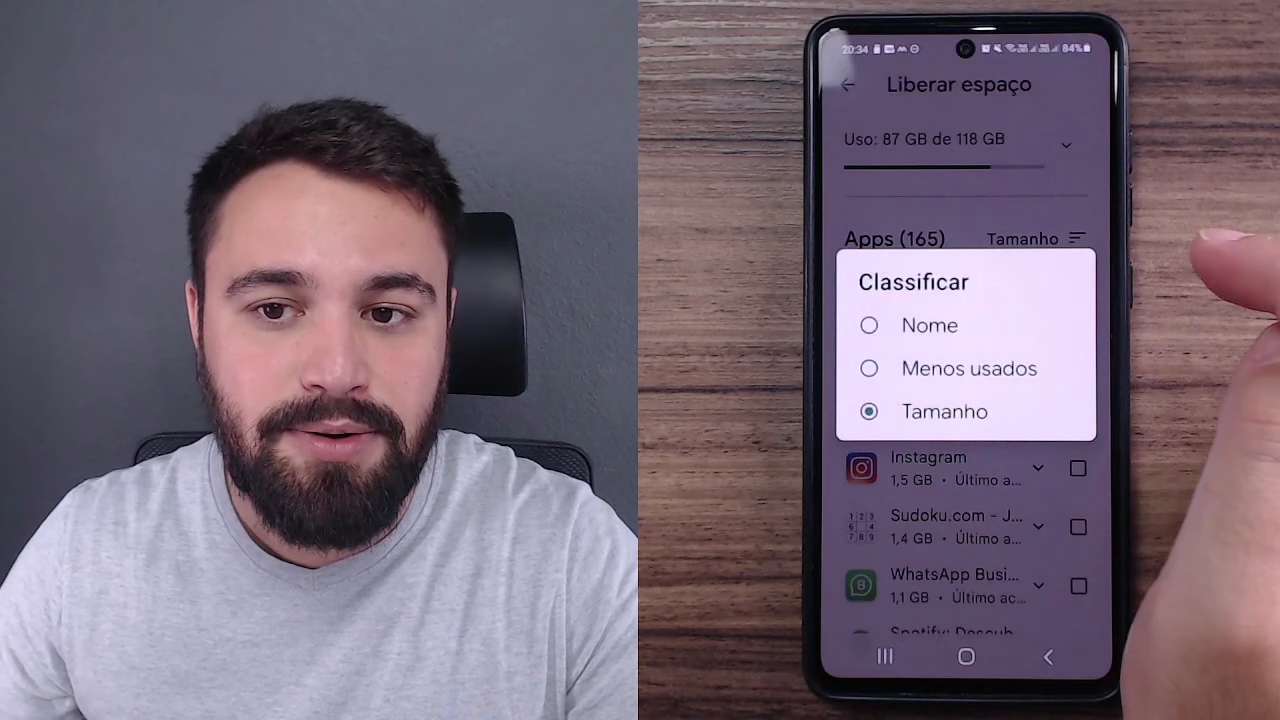 20:34
84%
Liberar espaço
Uso: 87 GB de 118 GB
Apps (165) Tamanho
Classificar
Nome
Menos usados
Tamanho
Instagram
1,5 GB • Último a...
Sudoku.com - J...
1,4 GB • Último a...
WhatsApp Busi...
1,1 GB • Último ac...